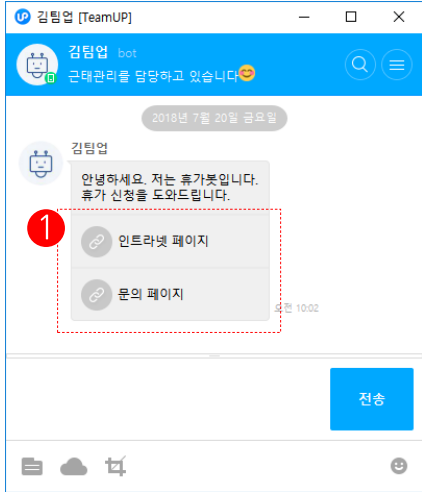 김팀업 [TeamUP]
김팀업 bot
근태관리를 담당하고 있습니다
2018년 7월 20일 금요일
김팀업
안녕하세요. 저는 휴가봇입니다.
휴가 신청을 도와드립니다.
1
인트라넷 페이지
문의 페이지
오전 10:02
전송